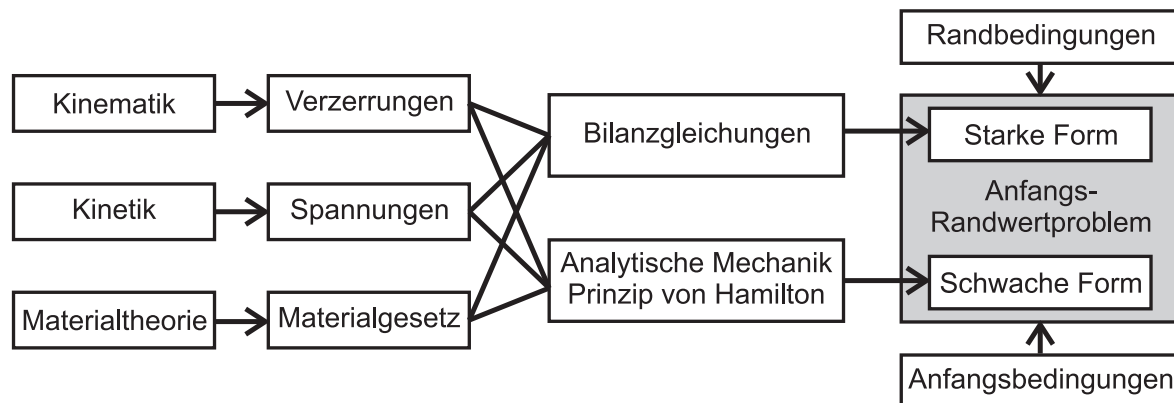 Randbedingungen
Kinematik
Verzerrungen
Bilanzgleichungen
Starke Form
Kinetik
Spannungen
Anfangs-
Randwertproblem
Analytische Mechanik
Prinzip von Hamilton
Schwache Form
Materialtheorie
Materialgesetz
Anfangsbedingungen